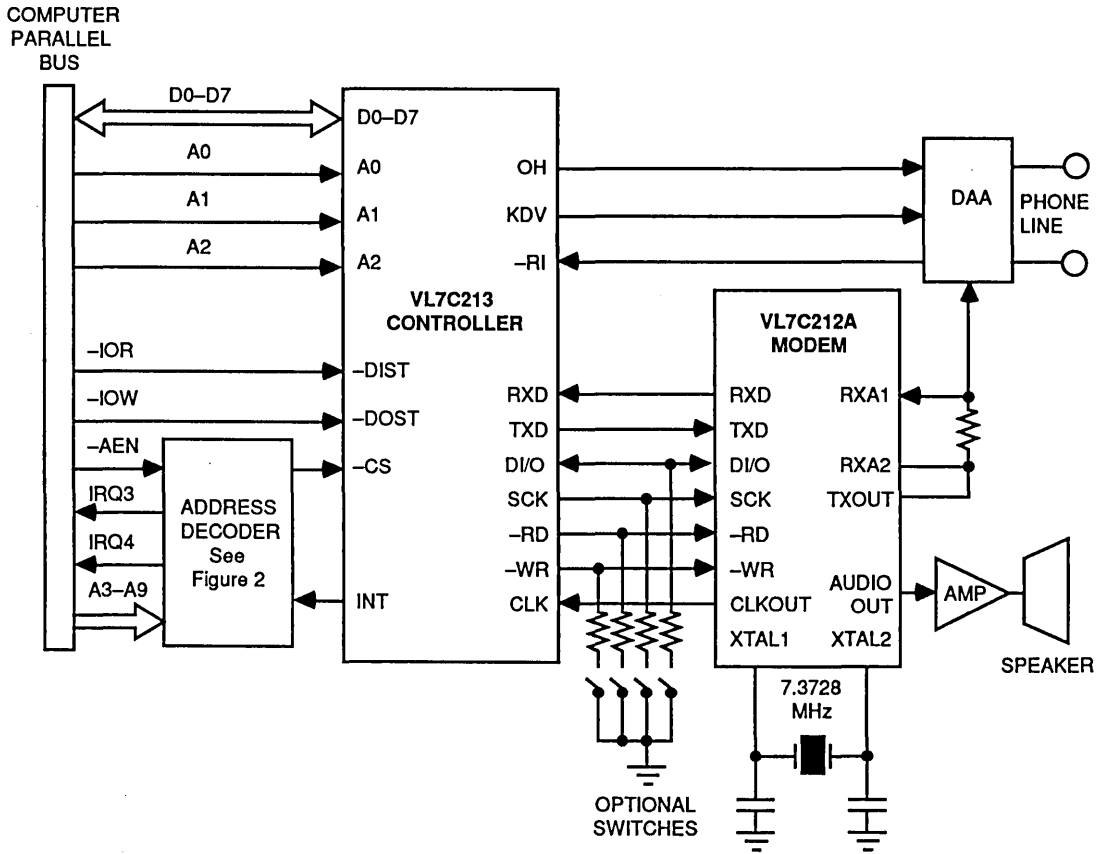 COMPUTER
PARALLEL
BUS
D0–D7
A0
A1
A2
–IOR
–IOW
–AEN
IRQ3
IRQ4
A3–A9
ADDRESS
DECODER
See
Figure 2
D0–D7
A0
A1
A2
VL7C213
CONTROLLER
–DIST
–DOST
–CS
INT
OH
KDV
–RI
RXD
TXD
DI/O
SCK
–RD
–WR
CLK
DAA
PHONE
LINE
VL7C212A
MODEM
RXD
TXD
DI/O
SCK
–RD
–WR
CLKOUT
XTAL1
RXA1
RXA2
TXOUT
AUDIO
OUT
XTAL2
AMP
SPEAKER
7.3728
MHz
OPTIONAL
SWITCHES